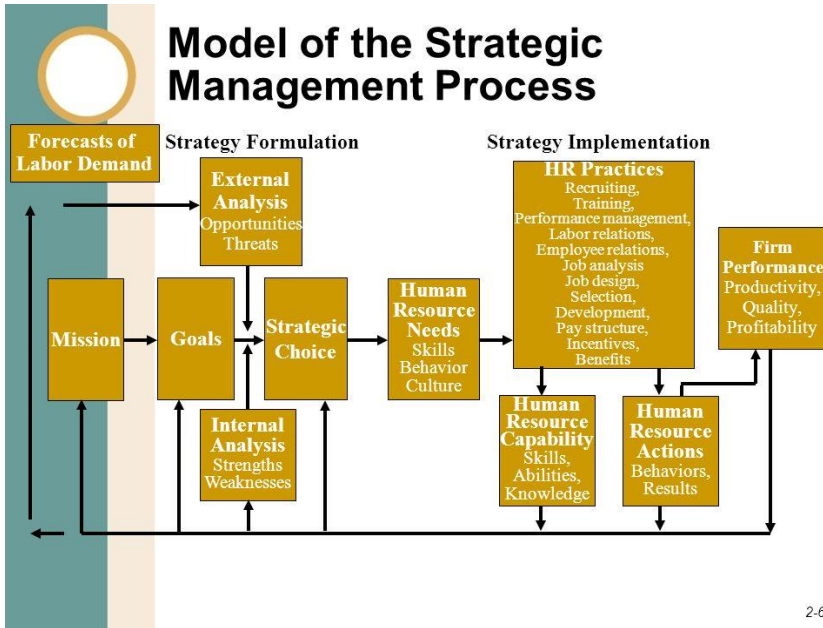 Model of the Strategic
Management Process
Forecasts of
Labor Demand
Strategy Formulation
Strategy Implementation
External
Analysis
Opportunities
Threats
HR Practices
Recruiting,
Training,
Performance management,
Labor relations,
Employee relations,
Job analysis
Job design,
Selection,
Development,
Pay structure,
Incentives,
Benefits
Firm
Performance
Productivity,
Quality,
Profitability
Mission
Goals
Strategic
Choice
Human
Resource
Needs
Skills
Behavior
Culture
Internal
Analysis
Strengths
Weaknesses
Human
Resource
Capability
Skills,
Abilities,
Knowledge
Human
Resource
Actions
Behaviors,
Results
2-6